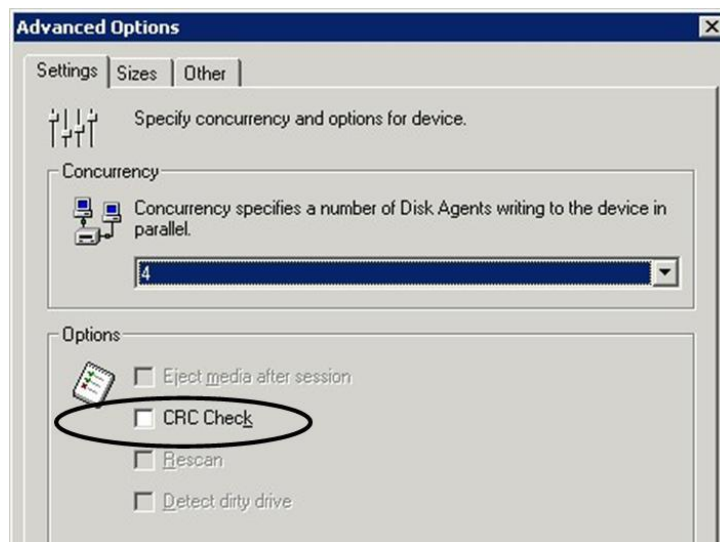 Advanced Options
Settings Sizes Other
Specify concurrency and options for device.
Concurrency
Concurrency specifies a number of Disk Agents writing to the device in
parallel.
4
Options
Eject media after session
CRC Check
Rescan
Detect dirty drive